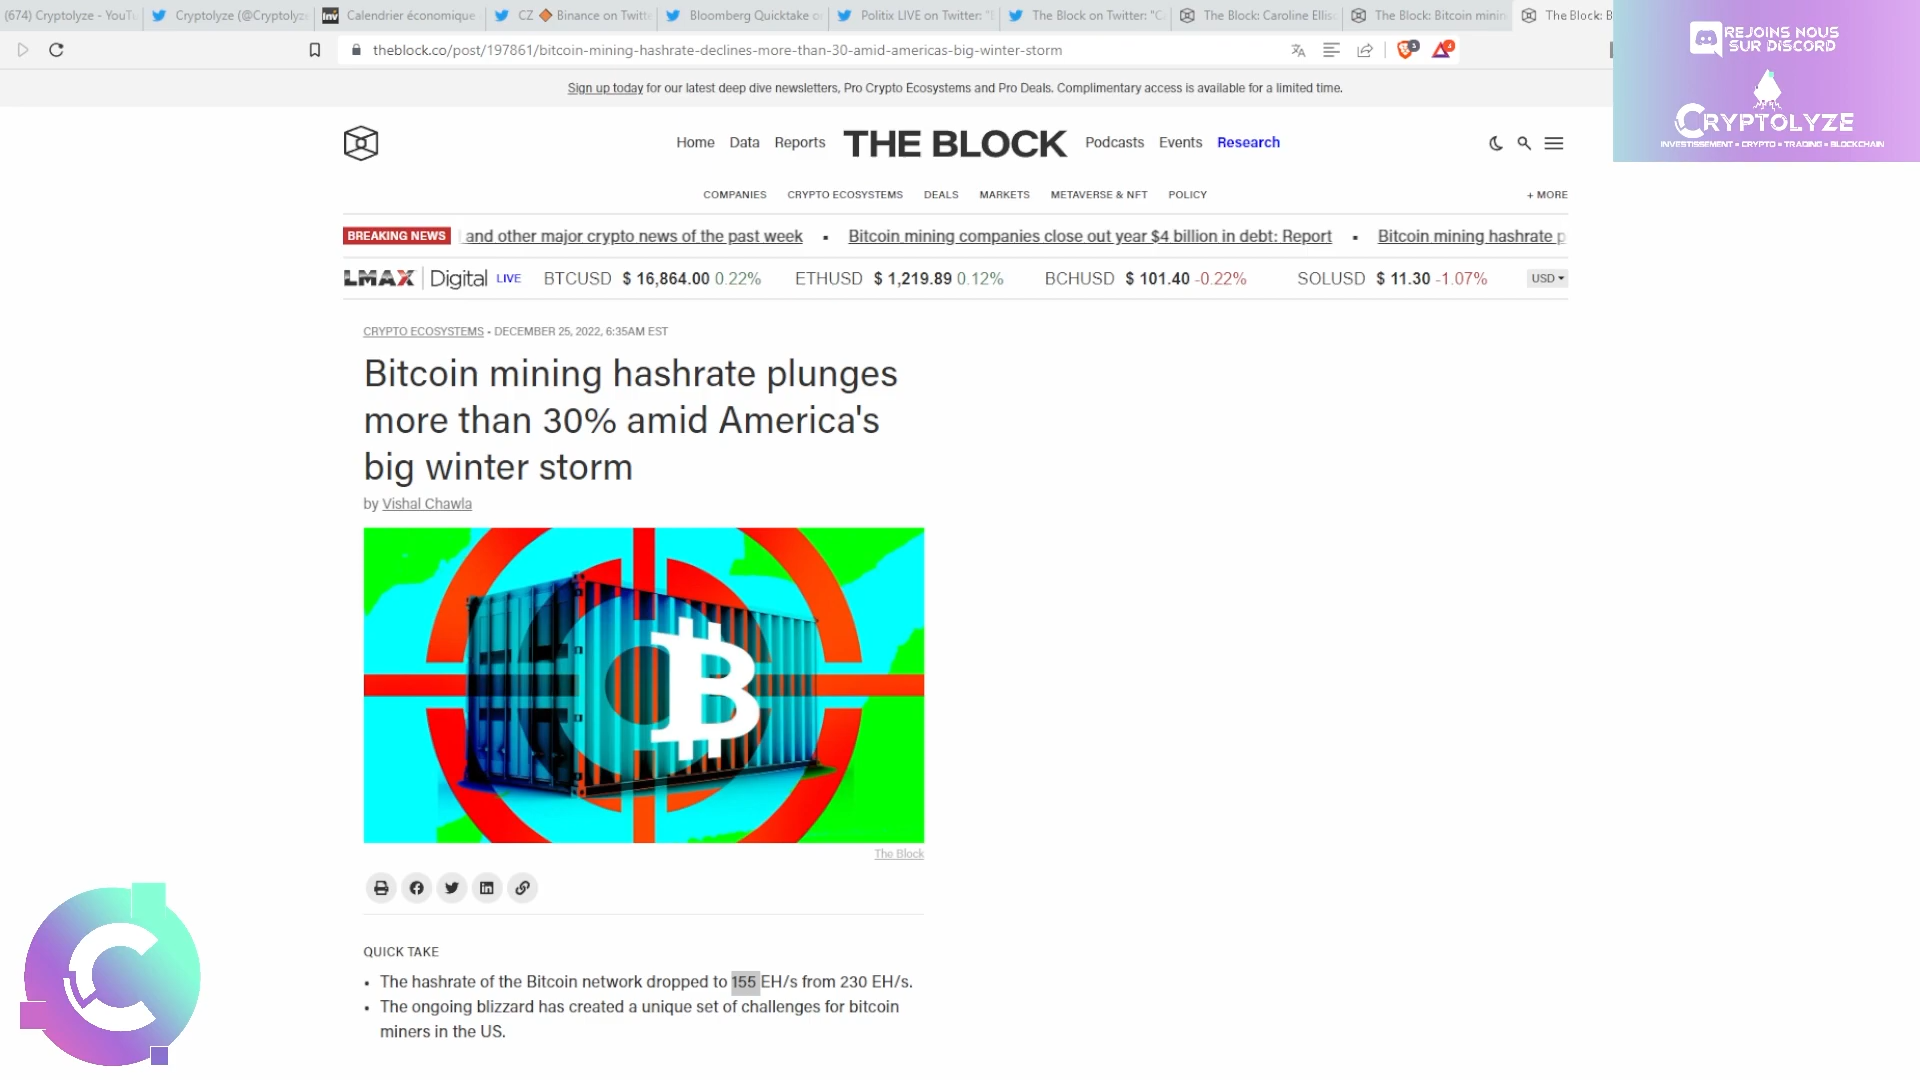 (674) Cryptolyze - YouTu
Cryptolyze (@Cryptolyze
Inv Calendrier économique
CZ Binance on Twitte
Bloomberg Quicktake o
Politix LIVE on Twitter: "E
The Block on Twitter: "C
The Block: Caroline Ellis
The Block: Bitcoin minin
The Block: B
theblock.co/post/197861/bitcoin-mining-hashrate-declines-more-than-30-amid-americas-big-winter-storm
REJOINS NOUS
SUR DISCORD
CRYPTOLYZE
INVESTISSEMENT • CRYPTO • TRADING • BLOCKCHAIN
Sign up today for our latest deep dive newsletters, Pro Crypto Ecosystems and Pro Deals. Complimentary access is available for a limited time.
Home Data Reports THE BLOCK Podcasts Events Research
COMPANIES CRYPTO ECOSYSTEMS DEALS MARKETS METAVERSE & NFT POLICY + MORE
BREAKING NEWS and other major crypto news of the past week ▪ Bitcoin mining companies close out year $4 billion in debt: Report ▪ Bitcoin mining hashrate p
LMAX Digital LIVE BTCUSD $ 16,864.00 0.22% ETHUSD $ 1,219.89 0.12% BCHUSD $ 101.40 -0.22% SOLUSD $ 11.30 -1.07% USD
CRYPTO ECOSYSTEMS • DECEMBER 25, 2022, 6:35AM EST
Bitcoin mining hashrate plunges
more than 30% amid America's
big winter storm
by Vishal Chawla
The Block
QUICK TAKE
• The hashrate of the Bitcoin network dropped to 155 EH/s from 230 EH/s.
• The ongoing blizzard has created a unique set of challenges for bitcoin
miners in the US.